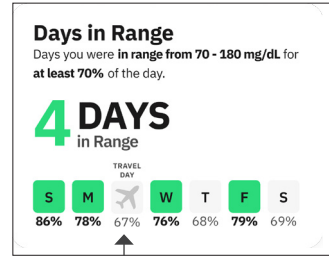 Days in Range
Days you were in range from 70 - 180 mg/dL for
at least 70% of the day.
4 DAYS
in Range
TRAVEL
DAY
S M W T F S
86% 78% 67% 76% 68% 79% 69%